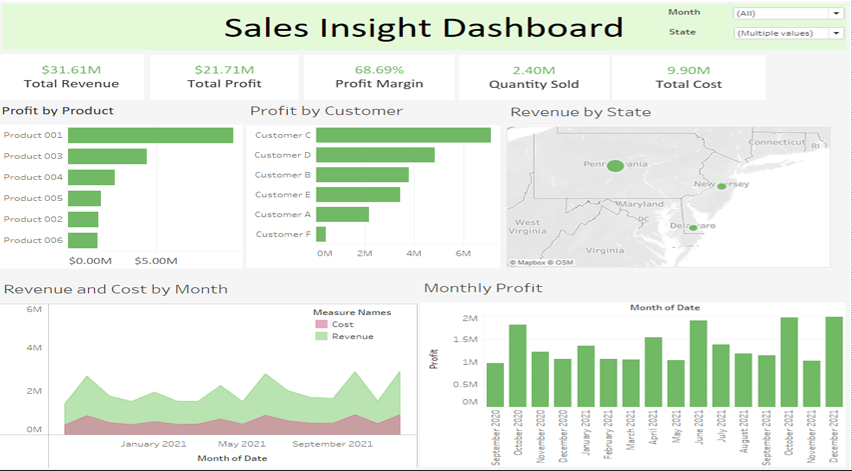 Sales Insight Dashboard
Month
(All)
State
(Multiple values)
$31.61M
Total Revenue
$21.71M
Total Profit
68.69%
Profit Margin
2.40M
Quantity Sold
9.90M
Total Cost
Profit by Product
Product 001
Product 003
Product 004
Product 005
Product 002
Product 006
$0.00M $5.00M
Profit by Customer
Customer C
Customer D
Customer B
Customer E
Customer A
Customer F
0M 2M 4M 6M
Revenue by State
Connecticut
RI
Pennsylvania
New Jersey
Maryland
DC
Delaware
West
Virginia
Virginia
© Mapbox © OSM
Revenue and Cost by Month
6M
4M
2M
0M
Measure Names
Cost
Revenue
January 2021 May 2021 September 2021
Month of Date
Monthly Profit
Month of Date
Profit
2M
1.5M
1M
0.5M
0M
September 2020
October 2020
November 2020
December 2020
January 2021
February 2021
March 2021
April 2021
May 2021
June 2021
July 2021
August 2021
September 2021
October 2021
November 2021
December 2021